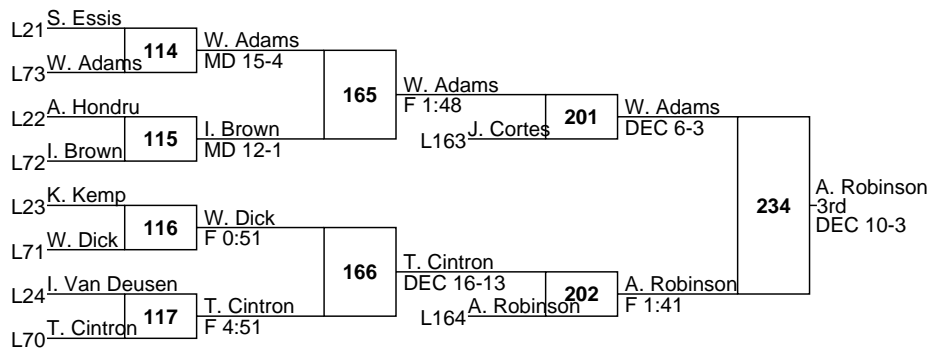 S. Essis
L21
114
W. Adams
MD 15-4
L73
W. Adams
165
W. Adams
F 1:48
L22
A. Hondru
115
I. Brown
MD 12-1
L72
I. Brown
L163
J. Cortes
201
W. Adams
DEC 6-3
L23
K. Kemp
116
W. Dick
F 0:51
L71
W. Dick
166
T. Cintron
DEC 16-13
L24
I. Van Deusen
117
T. Cintron
F 4:51
L70
T. Cintron
L164
A. Robinson
202
A. Robinson
F 1:41
234
A. Robinson
3rd
DEC 10-3